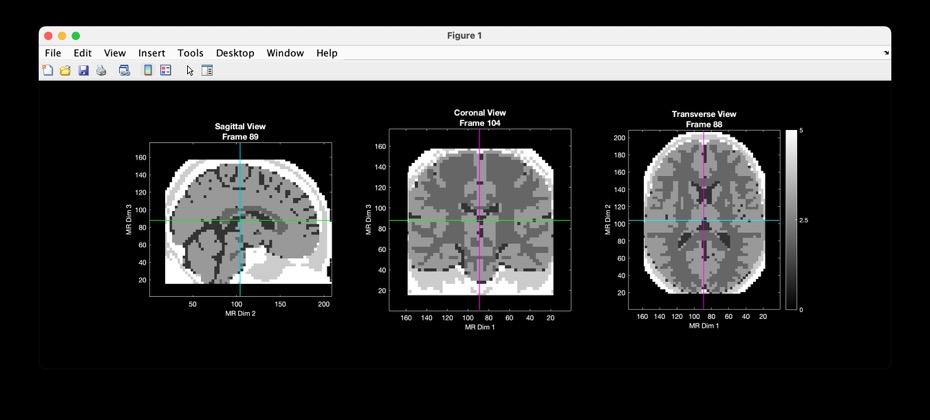 Figure 1
File Edit View Insert Tools Desktop Window Help
Sagittal View
Frame 89
160
140
120
100
80
60
40
20
MR Dim 3
50 100 150 200
MR Dim 2
Coronal View
Frame 104
160
140
120
100
80
60
40
20
MR Dim 3
160 140 120 100 80 60 40 20
MR Dim 1
Transverse View
Frame 88
200
180
160
140
120
100
80
60
40
20
MR Dim 2
160 140 120 100 80 60 40 20
MR Dim 1
5
2.5
0